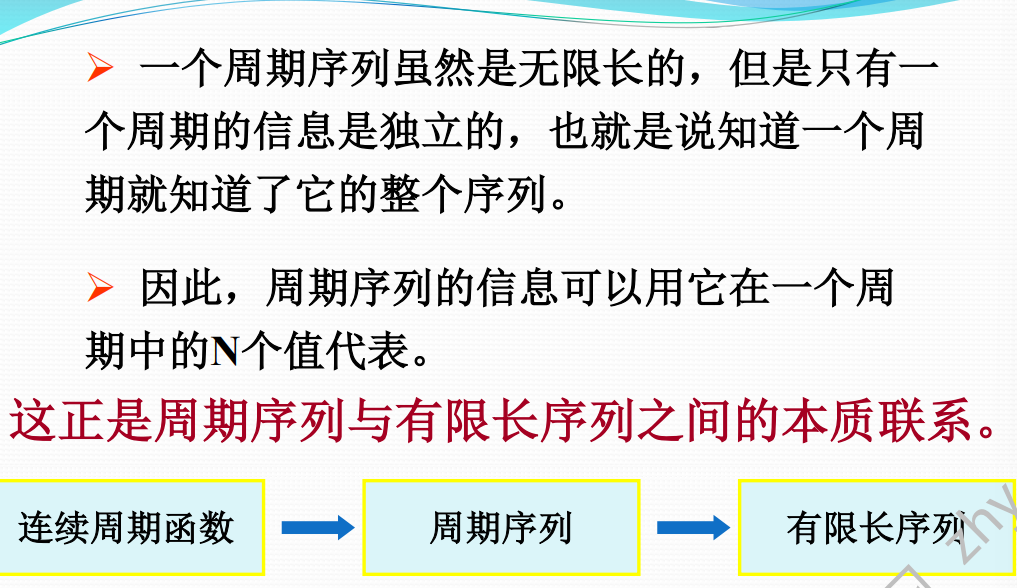 一个周期序列虽然是无限长的，但是只有一
个周期的信息是独立的，也就是说知道一个周
期就知道了它的整个序列。
因此，周期序列的信息可以用它在一个周
期中的N个值代表。
这正是周期序列与有限长序列之间的本质联系。
连续周期函数
周期序列
有限长序列
zhy